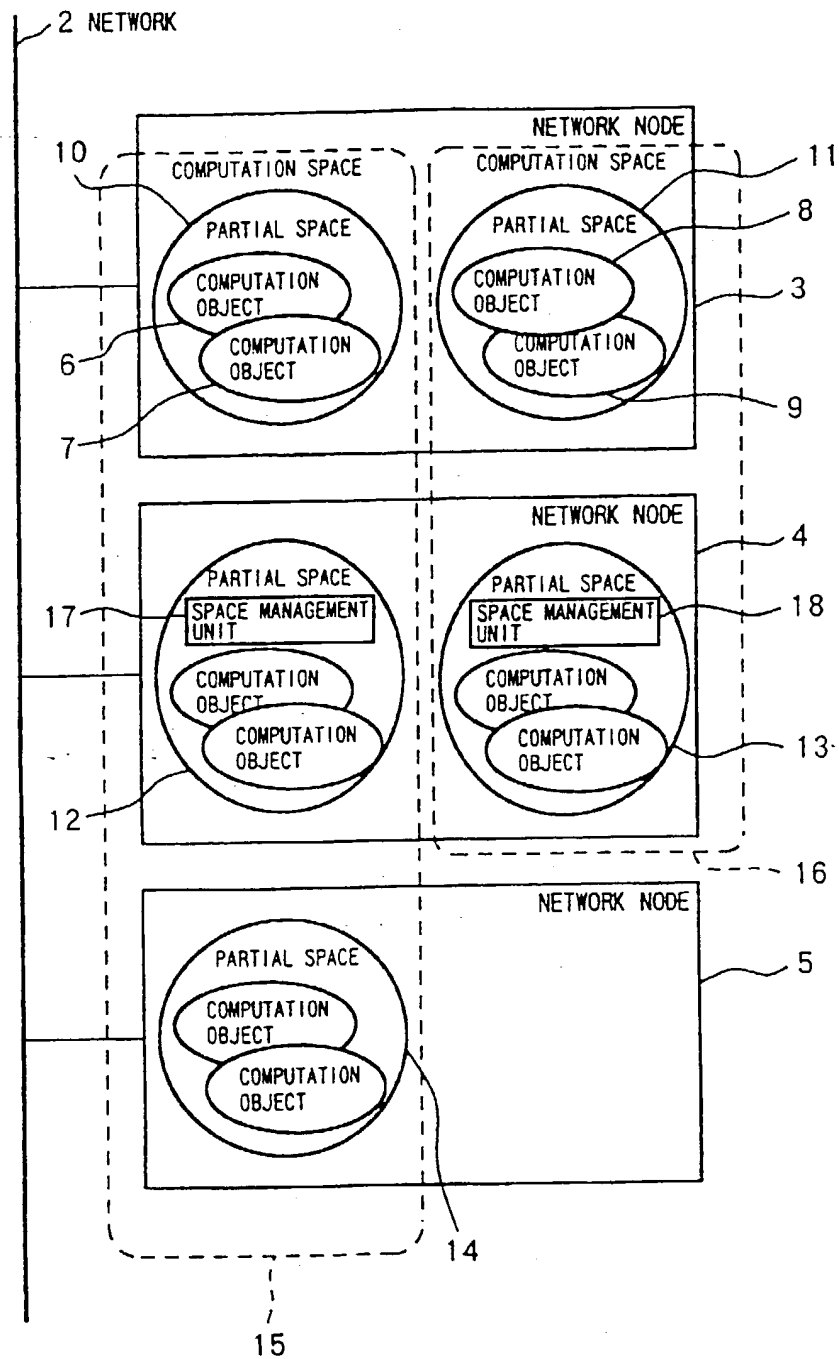 2 NETWORK
NETWORK NODE
10
COMPUTATION SPACE
COMPUTATION SPACE
11
PARTIAL SPACE
PARTIAL SPACE
8
COMPUTATION
OBJECT
COMPUTATION
OBJECT
3
6
COMPUTATION
OBJECT
COMPUTATION
OBJECT
7
9
NETWORK NODE
4
PARTIAL SPACE
PARTIAL SPACE
17
SPACE MANAGEMENT
UNIT
SPACE MANAGEMENT
UNIT
18
COMPUTATION
OBJECT
COMPUTATION
OBJECT
COMPUTATION
OBJECT
COMPUTATION
OBJECT
13
12
16
NETWORK NODE
PARTIAL SPACE
5
COMPUTATION
OBJECT
COMPUTATION
OBJECT
14
15